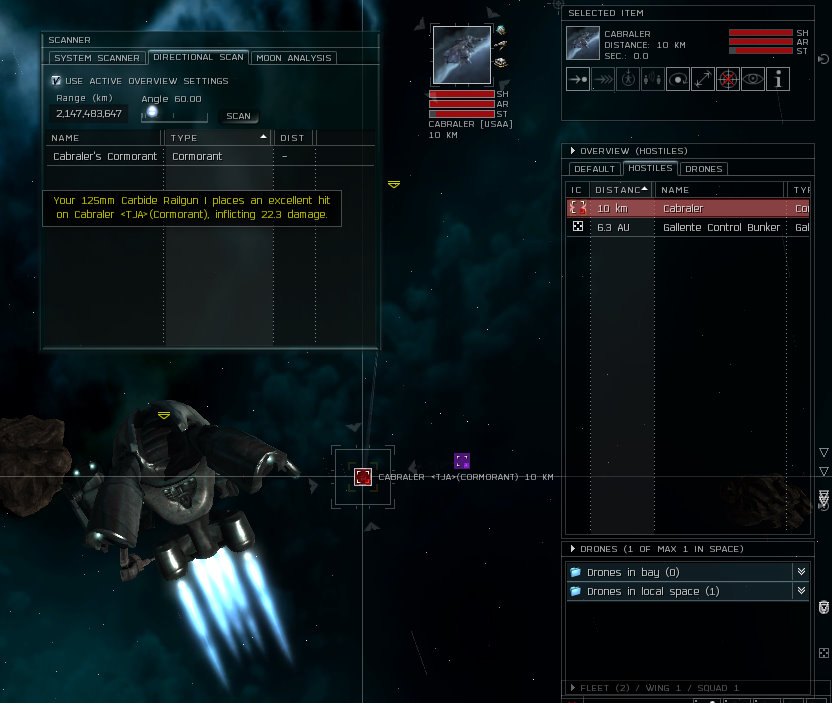 SCANNER
SYSTEM SCANNER DIRECTIONAL SCAN MOON ANALYSIS
USE ACTIVE OVERVIEW SETTINGS
Range (km) Angle 60.00
2,147,483,647 SCAN
NAME TYPE DIST
Cabraler's Cormorant Cormorant –
Your 125mm Carbide Railgun I places an excellent hit
on Cabraler <TJA>(Cormorant), inflicting 22.3 damage.
SH
AR
ST
CABRALER [USAA]
10 KM
SELECTED ITEM
CABRALER
DISTANCE: 10 KM
SEC.: 0.0
SH
AR
ST
OVERVIEW (HOSTILES)
DEFAULT HOSTILES DRONES
IC DISTANC NAME TYP
10 km Cabraler Co
6.3 AU Gallente Control Bunker Gal
CABRALER <TJA>(CORMORANT) 10 KM
DRONES (1 OF MAX 1 IN SPACE)
Drones in bay (0)
Drones in local space (1)
FLEET (2) / WING 1 / SQUAD 1